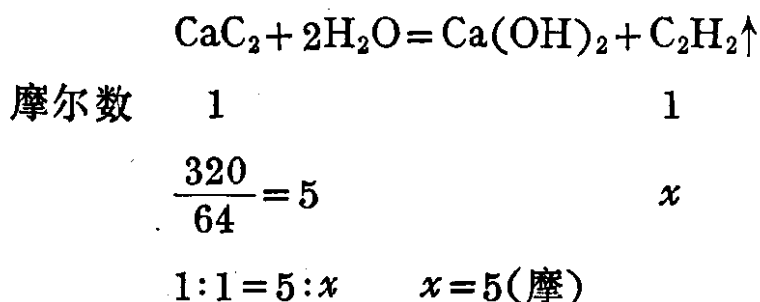 CaC₂+2H₂O=Ca(OH)₂+C₂H₂↑
摩尔数 1 1
320/64=5 x
1:1=5:x x=5(摩)